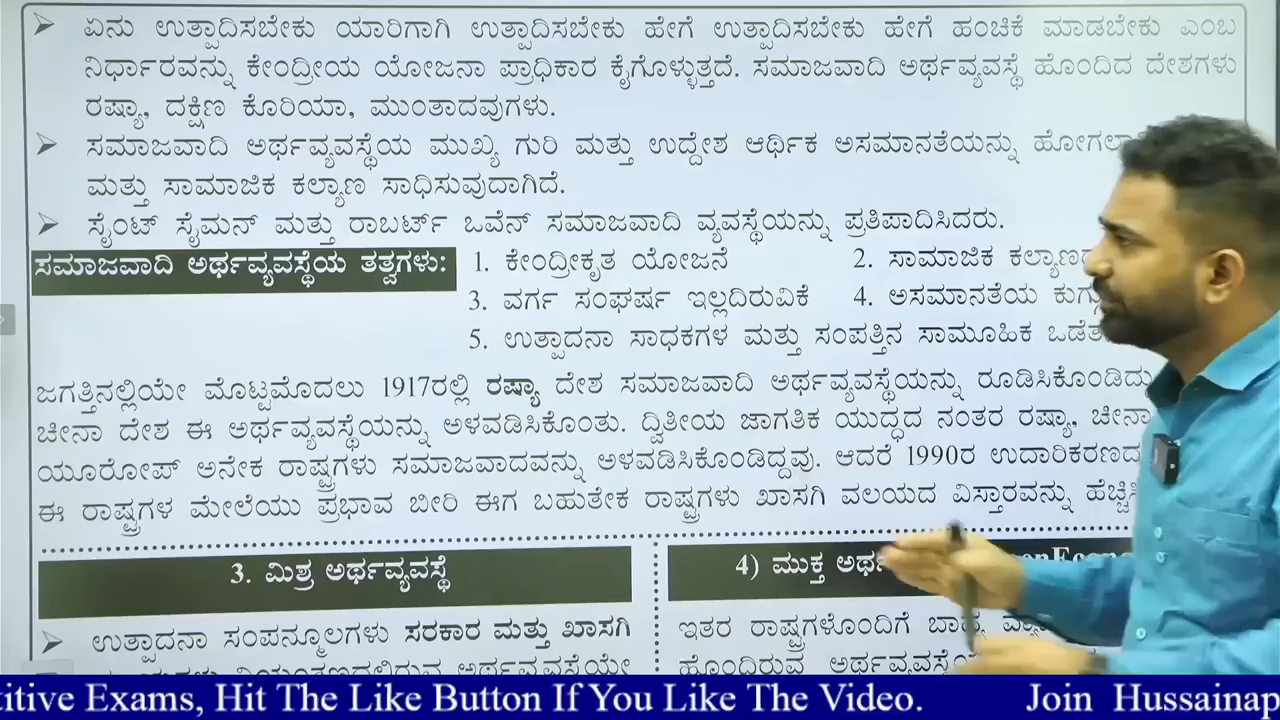 ➤ ಏನು ಉತ್ಪಾದಿಸಬೇಕು ಯಾರಿಗಾಗಿ ಉತ್ಪಾದಿಸಬೇಕು ಹೇಗೆ ಉತ್ಪಾದಿಸಬೇಕು ಹೇಗೆ ಹಂಚಿಕೆ ಮಾಡಬೇಕು ಎಂಬ
ನಿರ್ಧಾರವನ್ನು ಕೇಂದ್ರೀಯ ಯೋಜನಾ ಪ್ರಾಧಿಕಾರ ಕೈಗೊಳ್ಳುತ್ತದೆ. ಸಮಾಜವಾದಿ ಅರ್ಥವ್ಯವಸ್ಥೆ ಹೊಂದಿದ ದೇಶಗಳು
ರಷ್ಯಾ, ದಕ್ಷಿಣ ಕೊರಿಯಾ, ಮುಂತಾದವುಗಳು.
➤ ಸಮಾಜವಾದಿ ಅರ್ಥವ್ಯವಸ್ಥೆಯ ಮುಖ್ಯ ಗುರಿ ಮತ್ತು ಉದ್ದೇಶ ಆರ್ಥಿಕ ಅಸಮಾನತೆಯನ್ನು
ಮತ್ತು ಸಾಮಾಜಿಕ ಕಲ್ಯಾಣ ಸಾಧಿಸುವುದಾಗಿದೆ.
➤ ಸೈಂಟ್ ಸೈಮನ್ ಮತ್ತು ರಾಬರ್ಟ್ ಒವೆನ್ ಸಮಾಜವಾದಿ ವ್ಯವಸ್ಥೆಯನ್ನು ಪ್ರತಿಪಾದಿಸಿದರು.
ಸಮಾಜವಾದಿ ಅರ್ಥವ್ಯವಸ್ಥೆಯ ತತ್ವಗಳು: 1. ಕೇಂದ್ರೀಕೃತ ಯೋಜನೆ 2. ಸಾಮಾಜಿಕ
3. ವರ್ಗ ಸಂಘರ್ಷ ಇಲ್ಲದಿರುವಿಕೆ 4. ಅಸಮಾನತೆಯ
5. ಉತ್ಪಾದನಾ ಸಾಧಕಗಳ ಮತ್ತು ಸಂಪತ್ತಿನ ಸಾಮೂಹಿಕ
ಜಗತ್ತಿನಲ್ಲಿಯೇ ಮೊಟ್ಟಮೊದಲು 1917ರಲ್ಲಿ ರಷ್ಯಾ ದೇಶ ಸಮಾಜವಾದಿ ಅರ್ಥವ್ಯವಸ್ಥೆಯನ್ನು ರೂಡಿಸಿಕೊಂಡಿದು
ಚೀನಾ ದೇಶ ಈ ಅರ್ಥವ್ಯವಸ್ಥೆಯನ್ನು ಅಳವಡಿಸಿಕೊಂತು. ದ್ವಿತೀಯ ಜಾಗತಿಕ ಯುದ್ಧದ ನಂತರ ರಷ್ಯಾ, ಚೀನಾ
ಯೂರೋಪ್ ಅನೇಕ ರಾಷ್ಟ್ರಗಳು ಸಮಾಜವಾದವನ್ನು ಅಳವಡಿಸಿಕೊಂಡಿದ್ದವು. ಆದರೆ 1990ರ ಉದಾರಿಕರಣದ
ಈ ರಾಷ್ಟ್ರಗಳ ಮೇಲೆಯು ಪ್ರಭಾವ ಬೀರಿ ಈಗ ಬಹುತೇಕ ರಾಷ್ಟ್ರಗಳು ಖಾಸಗಿ ವಲಯದ ವಿಸ್ತಾರವನ್ನು
3. ಮಿಶ್ರ ಅರ್ಥವ್ಯವಸ್ಥೆ
➤ ಉತ್ಪಾದನಾ ಸಂಪನ್ಮೂಲಗಳು ಸರಕಾರ ಮತ್ತು ಖಾಸಗಿ
ಅರ್ಥವ್ಯವಸ್ಥೆಯೇ
4) ಮುಕ್ತ
ಇತರ ರಾಷ್ಟ್ರಗಳೊಂದಿಗೆ
ಹೊಂದಿರುವ
itive Exams, Hit The Like Button If You Like The Video. Join Hussainap